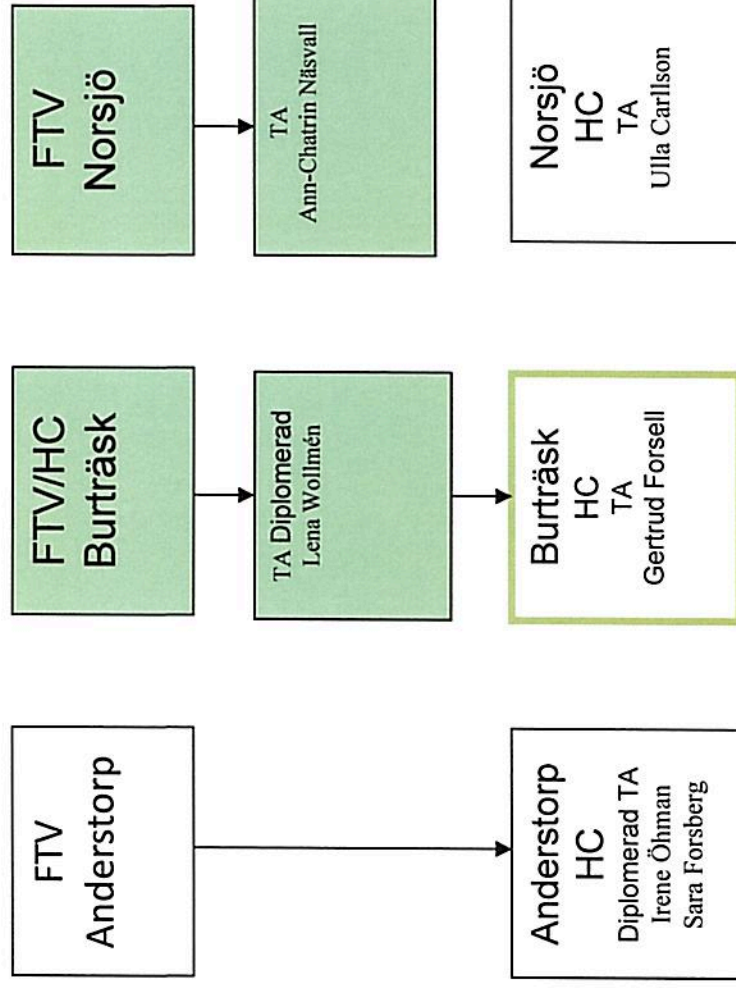 FTV
Anderstorp
FTV/HC
Burträsk
FTV
Norsjö
TA Diplomerad
Lena Wollmén
TA
Ann-Chatrin Näsvall
Anderstorp
HC
Diplomerad TA
Irene Öhman
Sara Forsberg
Burträsk
HC
TA
Gertrud Forsell
Norsjö
HC
TA
Ulla Carllson